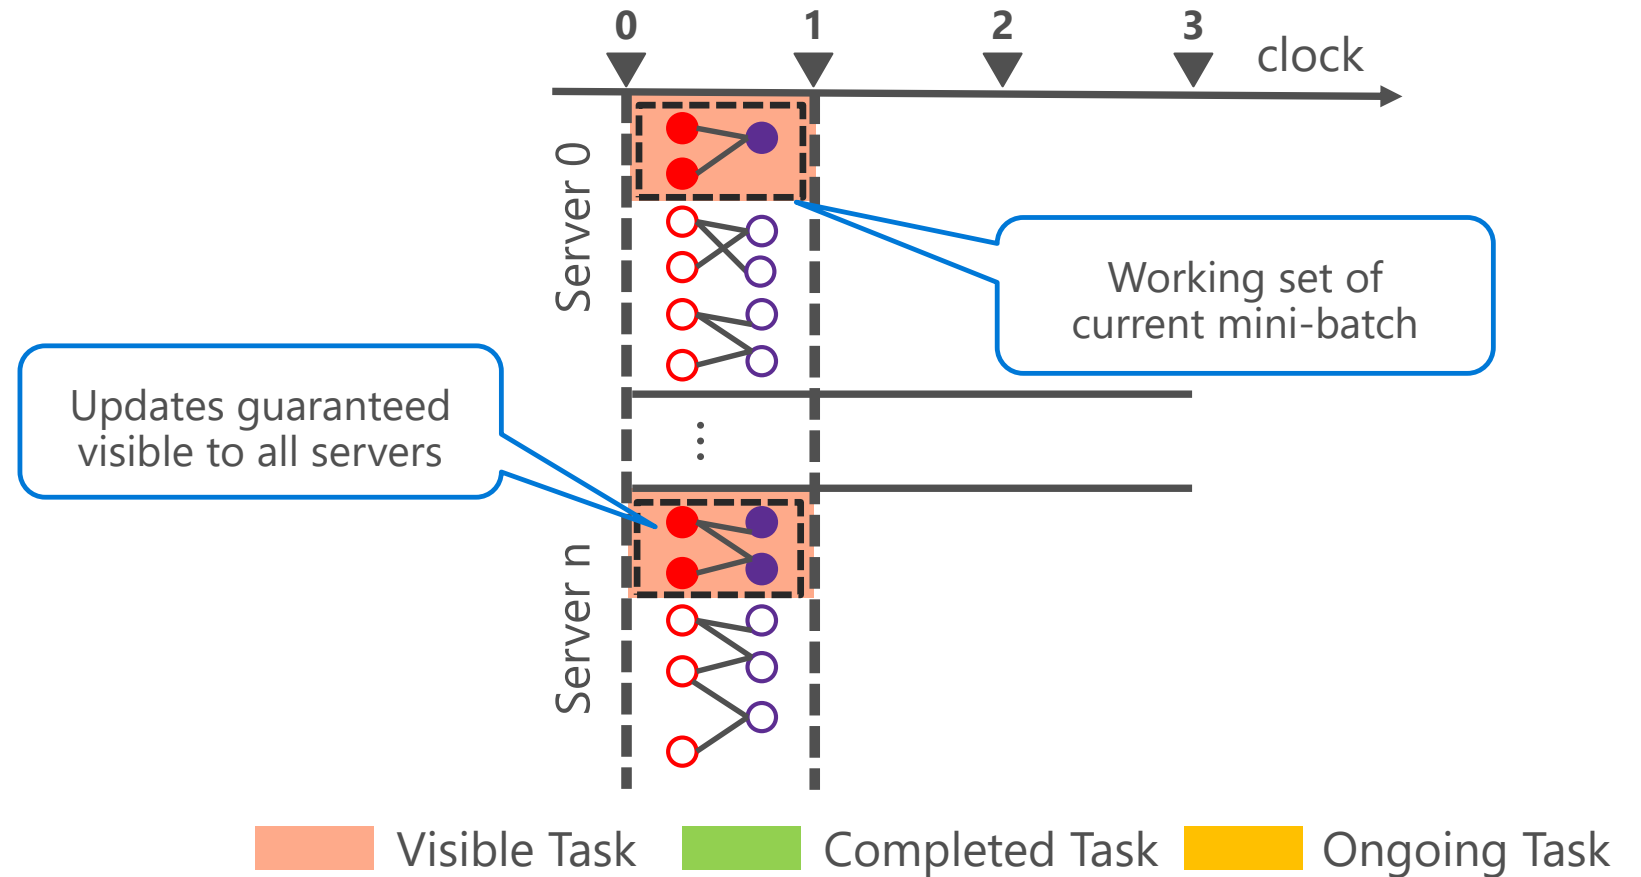 0 1 2 3
clock
Server 0
Working set of
current mini-batch
Updates guaranteed
visible to all servers
⋮
Server n
Visible Task
Completed Task
Ongoing Task